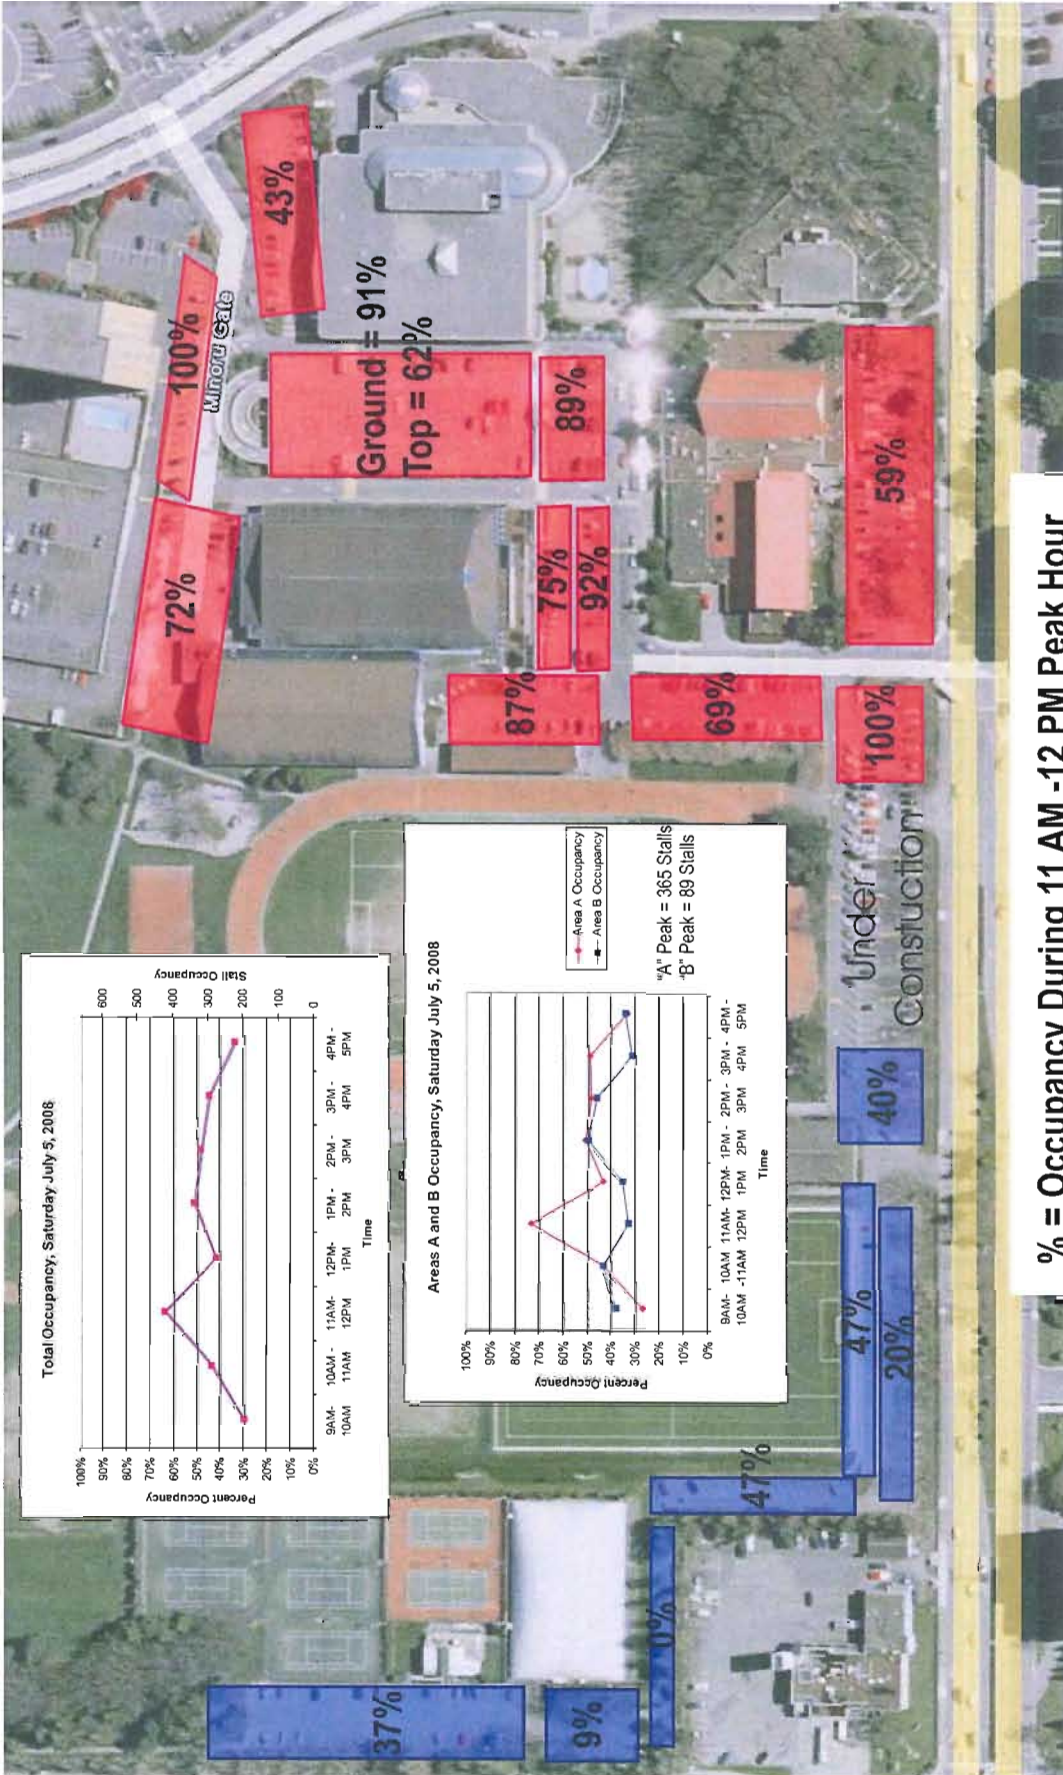 43%
100%
Minoru Gate
72%
Ground = 91%
Top = 62%
89%
75%
92%
87%
69%
59%
100%
Under
Constuction
40%
47%
20%
47%
0%
9%
37%
Total Occupancy, Saturday July 5, 2008
100%
90%
80%
70%
60%
50%
40%
30%
20%
10%
0%
Percent Occupancy
600
500
400
300
200
100
0
Stall Occupancy
9AM- 10AM - 11AM- 12PM- 1PM - 2PM - 3PM - 4PM -
10AM 11AM 12PM 1PM 2PM 3PM 4PM 5PM
Time
Areas A and B Occupancy, Saturday July 5, 2008
100%
90%
80%
70%
60%
50%
40%
30%
20%
10%
0%
Percent Occupancy
9AM- 10AM 11AM- 12PM- 1PM - 2PM - 3PM - 4PM -
10AM -11AM 12PM 1PM 2PM 3PM 4PM 5PM
Time
Area A Occupancy
Area B Occupancy
"A" Peak = 365 Stalls
"B" Peak = 89 Stalls
% = Occupancy During 11 AM -12 PM Peak Hour